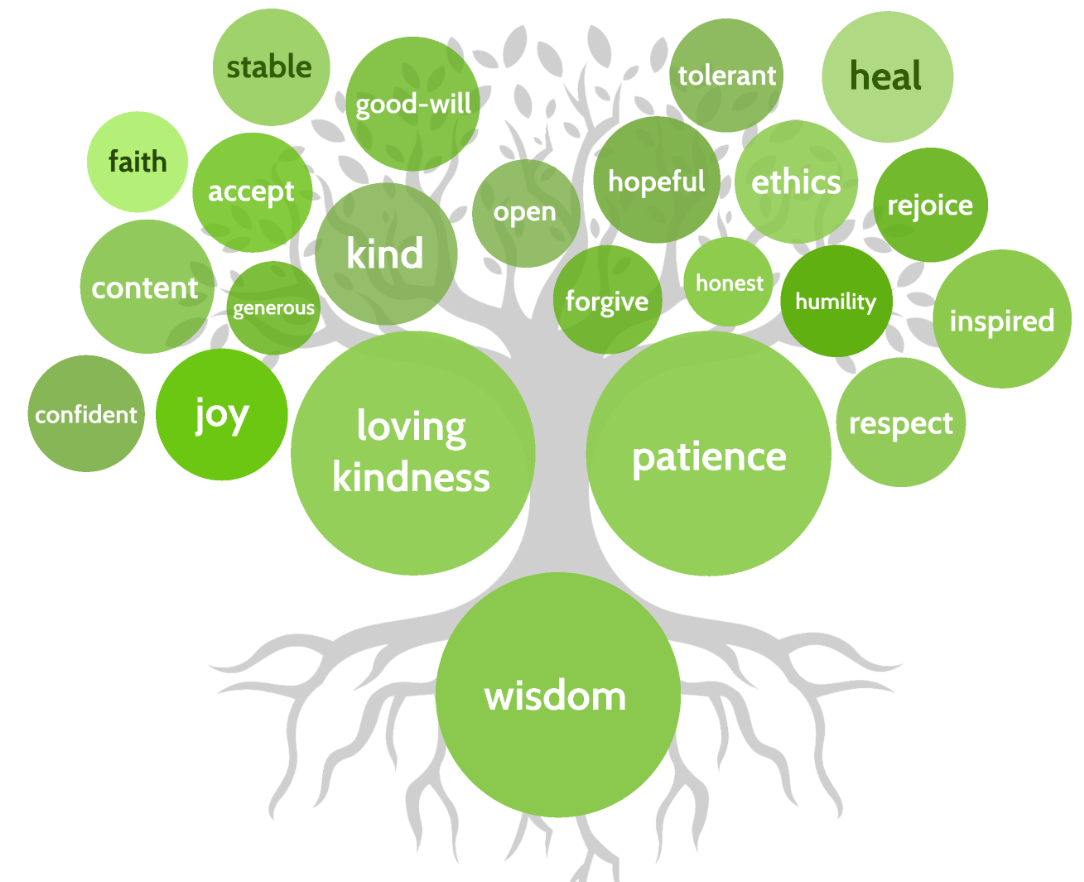 stable
good-will
tolerant
heal
faith
accept
hopeful
ethics
rejoice
kind
open
content
generous
forgive
honest
humility
inspired
confident
joy
loving
kindness
patience
respect
wisdom